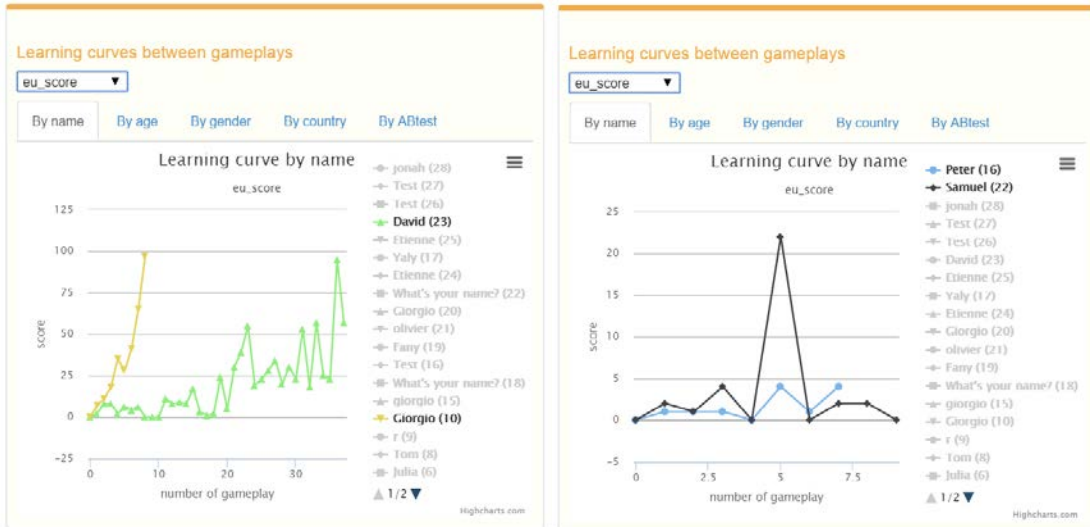 Learning curves between gameplays
eu_score
By name By age By gender By country By ABtest
Learning curve by name
eu_score
125
100
75
50
25
0
-25
score
0 10 20 30
number of gameplay
jonah (28)
Test (27)
Test (26)
David (23)
Etienne (25)
Yaly (17)
Etienne (24)
What's your name? (22)
Giorgio (20)
olivier (21)
Fany (19)
Test (16)
What's your name? (18)
giorgio (15)
Giorgio (10)
r (9)
Tom (8)
Julia (6)
1/2
Highcharts.com
Learning curves between gameplays
eu_score
By name By age By gender By country By ABtest
Learning curve by name
eu_score
25
20
15
10
5
0
-5
score
0 2.5 5 7.5
number of gameplay
Peter (16)
Samuel (22)
jonah (28)
Test (27)
Test (26)
David (23)
Etienne (25)
Yaly (17)
Etienne (24)
Giorgio (20)
olivier (21)
Fany (19)
What's your name? (18)
giorgio (15)
Giorgio (10)
r (9)
Tom (8)
Julia (6)
1/2
Highcharts.com